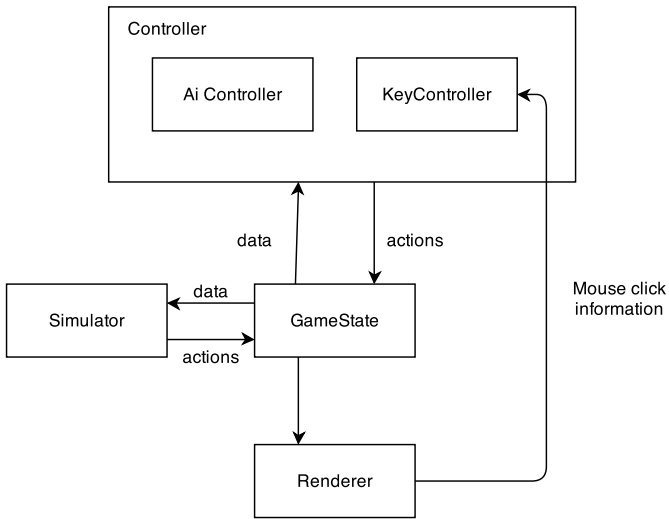 Controller
Ai Controller
KeyController
data
actions
data
Simulator
GameState
actions
Mouse click
information
Renderer